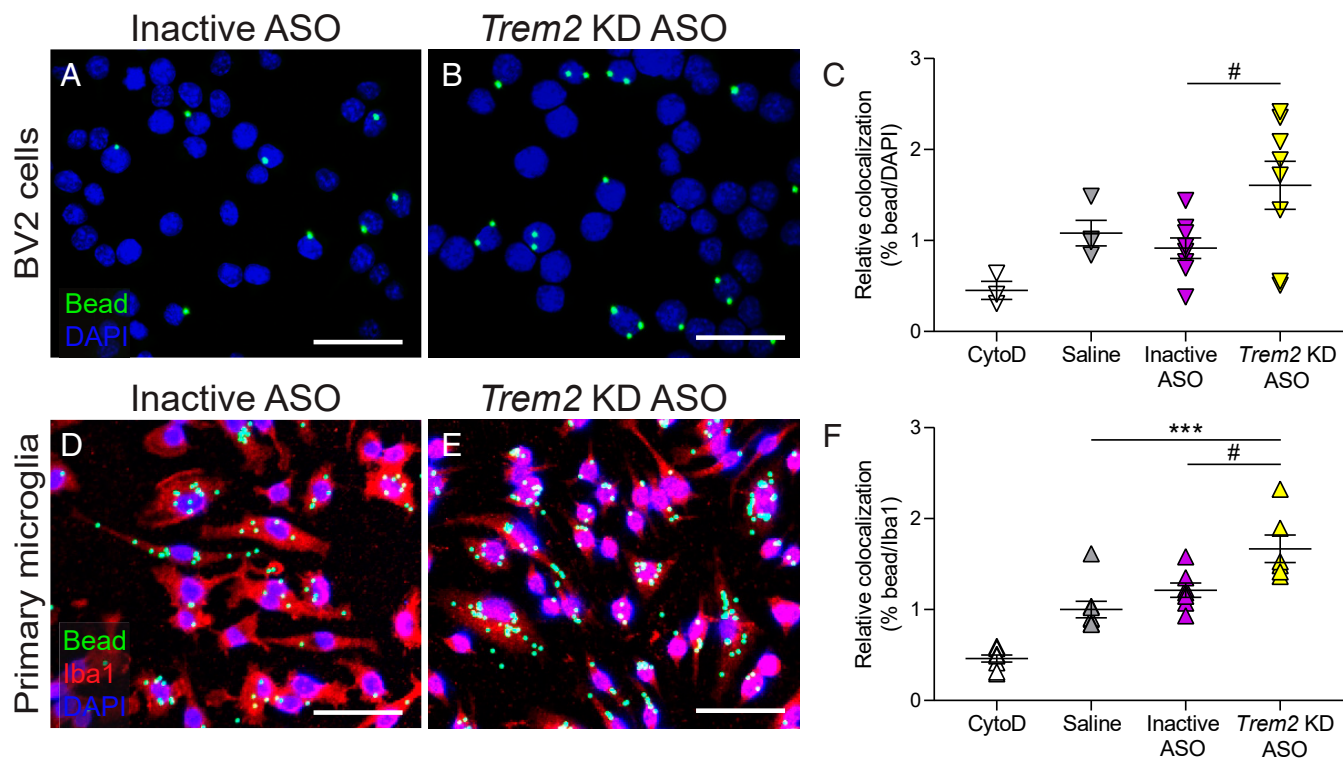 Inactive ASO
Trem2 KD ASO
BV2 cells
A
Bead
DAPI
B
C
Relative colocalization
(% bead/DAPI)
3
2
1
0
#
CytoD
Saline
Inactive
ASO
Trem2 KD
ASO
Inactive ASO
Trem2 KD ASO
Primary microglia
D
Bead
Iba1
DAPI
E
F
Relative colocalization
(% bead/Iba1)
3
2
1
0
***
#
CytoD
Saline
Inactive
ASO
Trem2 KD
ASO